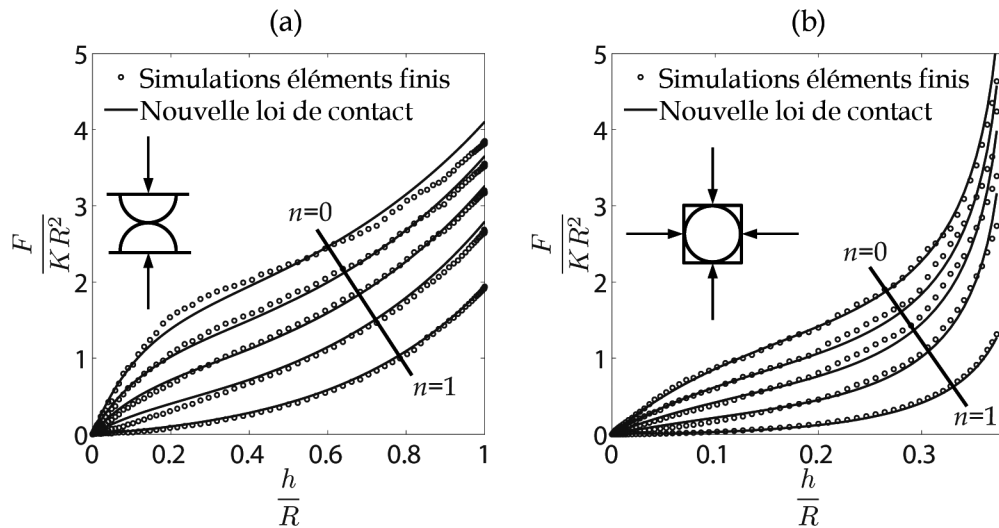 (a)
5
4
3
2
1
0
F
KR²
Simulations éléments finis
Nouvelle loi de contact
n=0
n=1
0
0.2
0.4
0.6
0.8
1
h
R
(b)
5
4
3
2
1
0
F
KR²
Simulations éléments finis
Nouvelle loi de contact
n=0
n=1
0
0.1
0.2
0.3
h
R